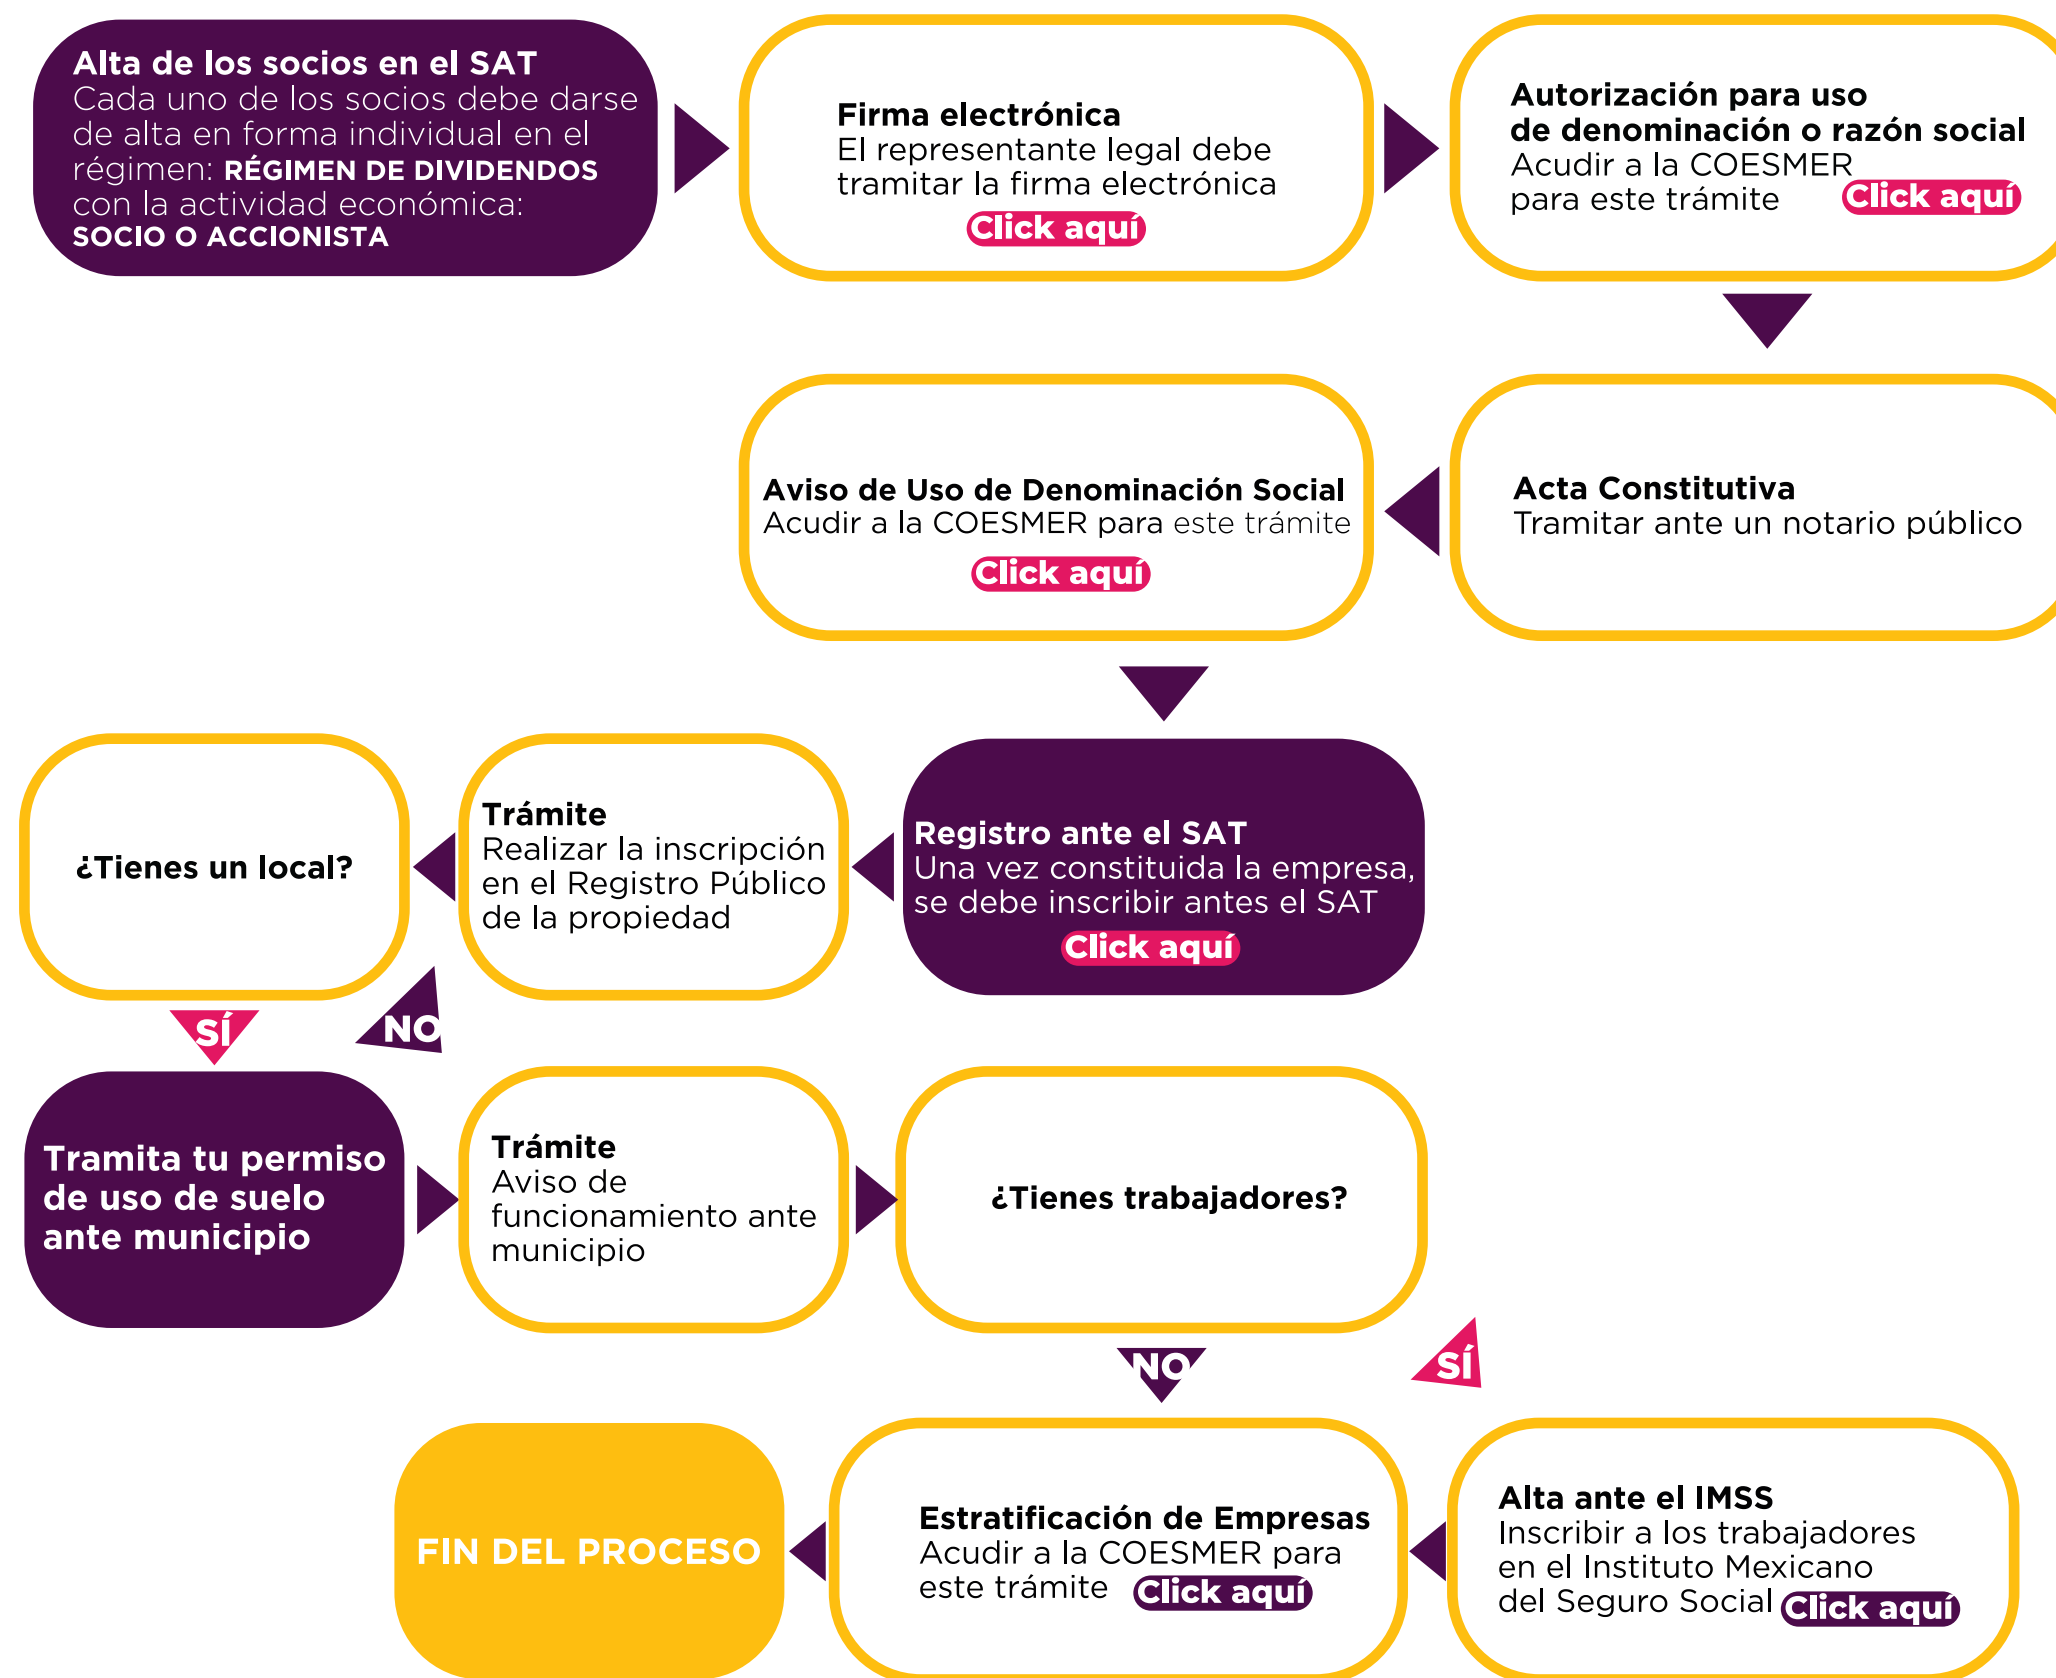 Alta de los socios en el SAT
Cada uno de los socios debe darse
de alta en forma individual en el
régimen: RÉGIMEN DE DIVIDENDOS
con la actividad económica:
SOCIO O ACCIONISTA
Firma electrónica
El representante legal debe
tramitar la firma electrónica
Click aquí
Autorización para uso
de denominación o razón social
Acudir a la COESMER
para este trámite Click aquí
Aviso de Uso de Denominación Social
Acudir a la COESMER para este trámite
Click aquí
Acta Constitutiva
Tramitar ante un notario público
¿Tienes un local?
Trámite
Realizar la inscripción
en el Registro Público
de la propiedad
Registro ante el SAT
Una vez constituida la empresa,
se debe inscribir antes el SAT
Click aquí
SÍ
NO
Tramita tu permiso
de uso de suelo
ante municipio
Trámite
Aviso de
funcionamiento ante
municipio
¿Tienes trabajadores?
NO
SÍ
FIN DEL PROCESO
Estratificación de Empresas
Acudir a la COESMER para
este trámite Click aquí
Alta ante el IMSS
Inscribir a los trabajadores
en el Instituto Mexicano
del Seguro Social Click aquí